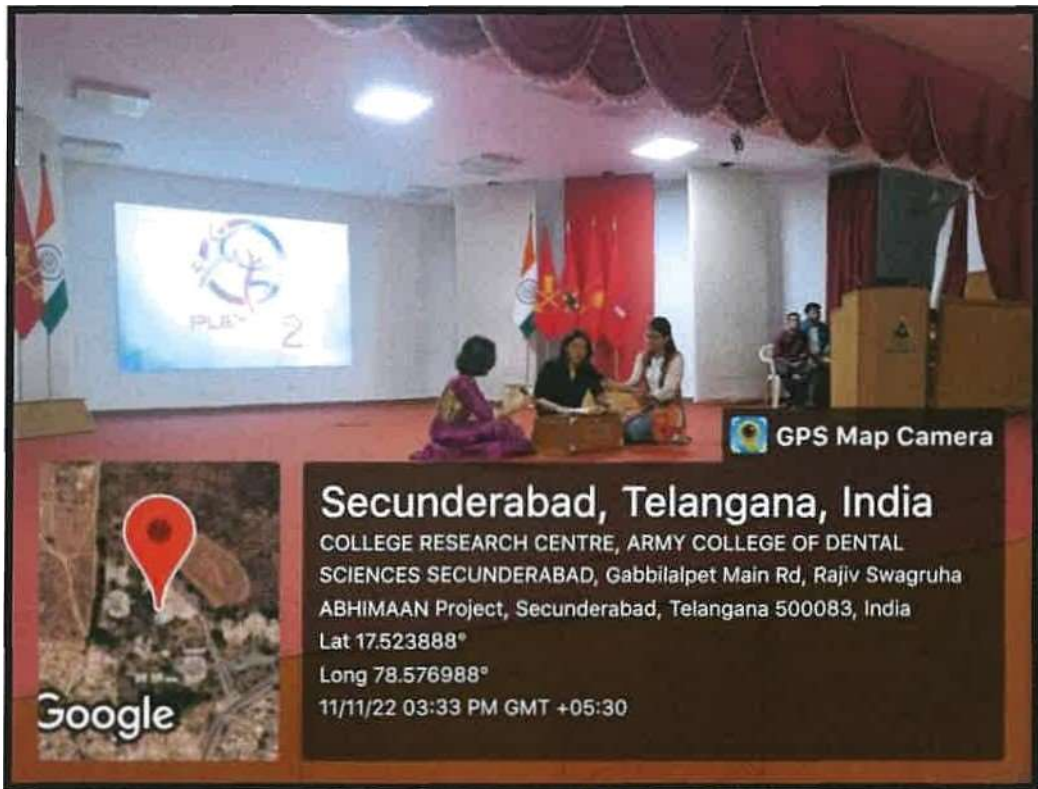 2
GPS Map Camera
Secunderabad, Telangana, India
COLLEGE RESEARCH CENTRE, ARMY COLLEGE OF DENTAL
SCIENCES SECUNDERABAD, Gabbilalpet Main Rd, Rajiv Swagruha
ABHIMAAN Project, Secunderabad, Telangana 500083, India
Lat 17.523888°
Long 78.576988°
11/11/22 03:33 PM GMT +05:30
Google